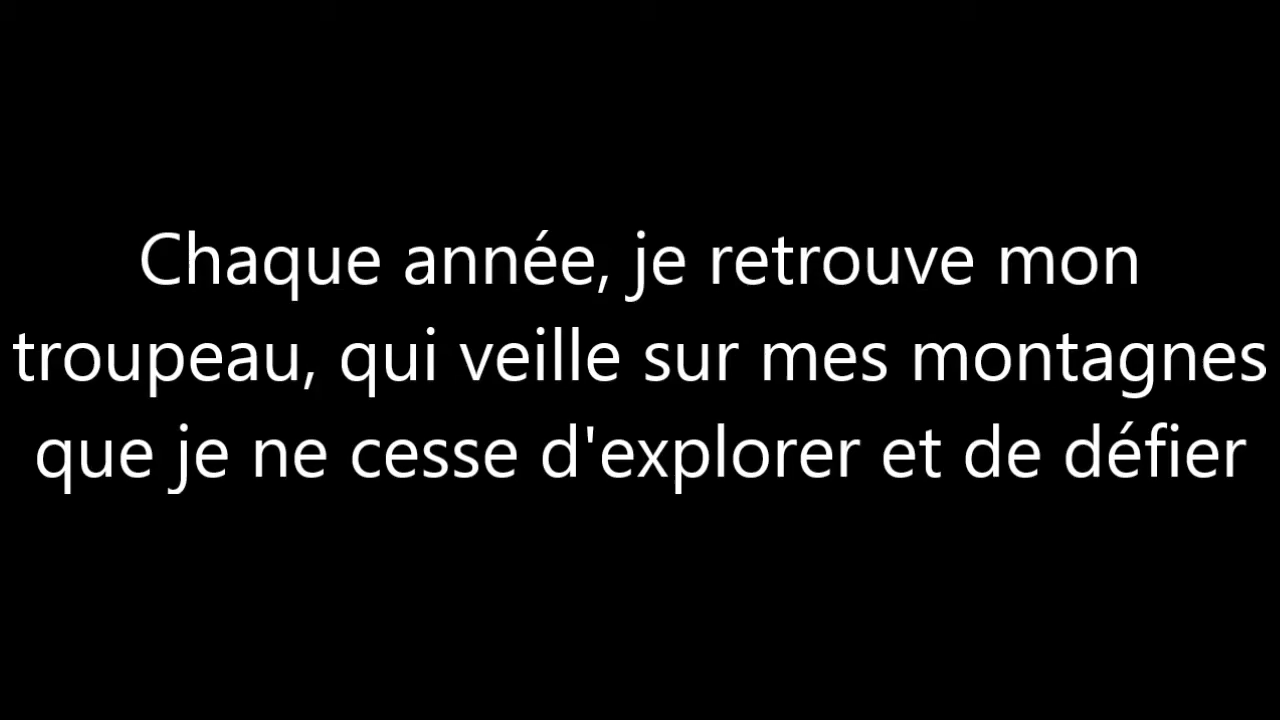 Chaque année, je retrouve mon
troupeau, qui veille sur mes montagnes
que je ne cesse d'explorer et de défier